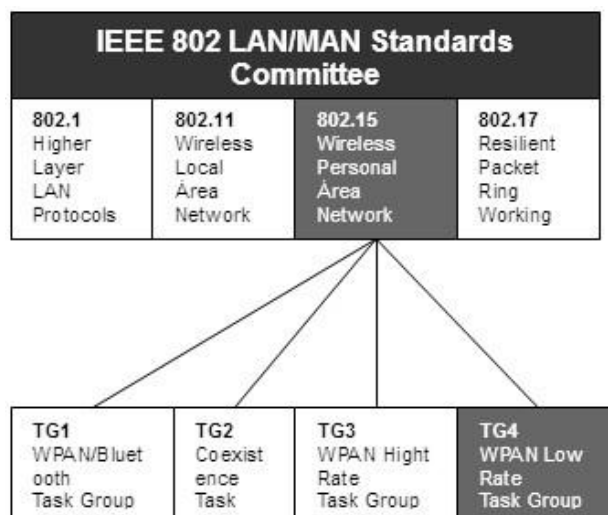 IEEE 802 LAN/MAN Standards
Committee
802.1
Higher
Layer
LAN
Protocols
802.11
Wireless
Local
Área
Network
802.15
Wireless
Personal
Área
Network
802.17
Resilient
Packet
Ring
Working
TG1
WPAN/Bluet
ooth
Task Group
TG2
Coexist
ence
Task
TG3
WPAN Hight
Rate
Task Group
TG4
WPAN Low
Rate
Task Group